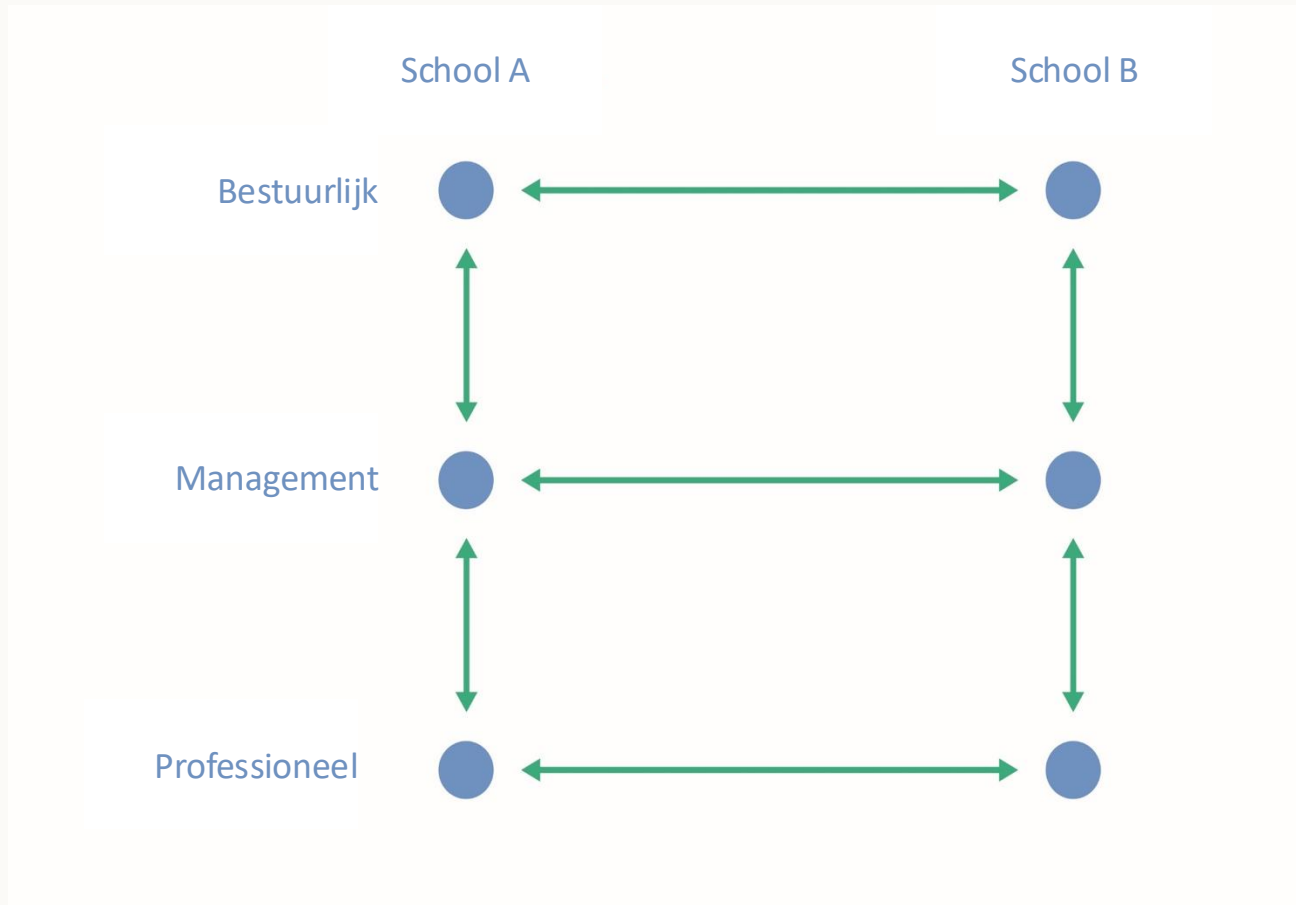 School A
School B
Bestuurlijk
Management
Professioneel